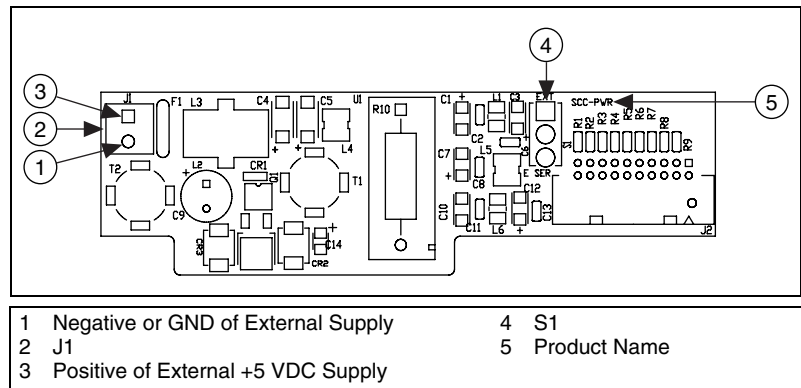 4
3
2
1
5
J1
F1
L3
C4
C5
U1
R10
L4
C1
L1
C3
EXT
SCC-PWR
R1
R2
R3
R4
R5
R6
R7
R8
R9
C2
C6
S1
L5
E SER
C7
C8
T2
L2
CR1
Q1
T1
C9
C10
C11
L6
C12
C13
J2
CR3
CR2
C14
1 Negative or GND of External Supply
2 J1
3 Positive of External +5 VDC Supply
4 S1
5 Product Name